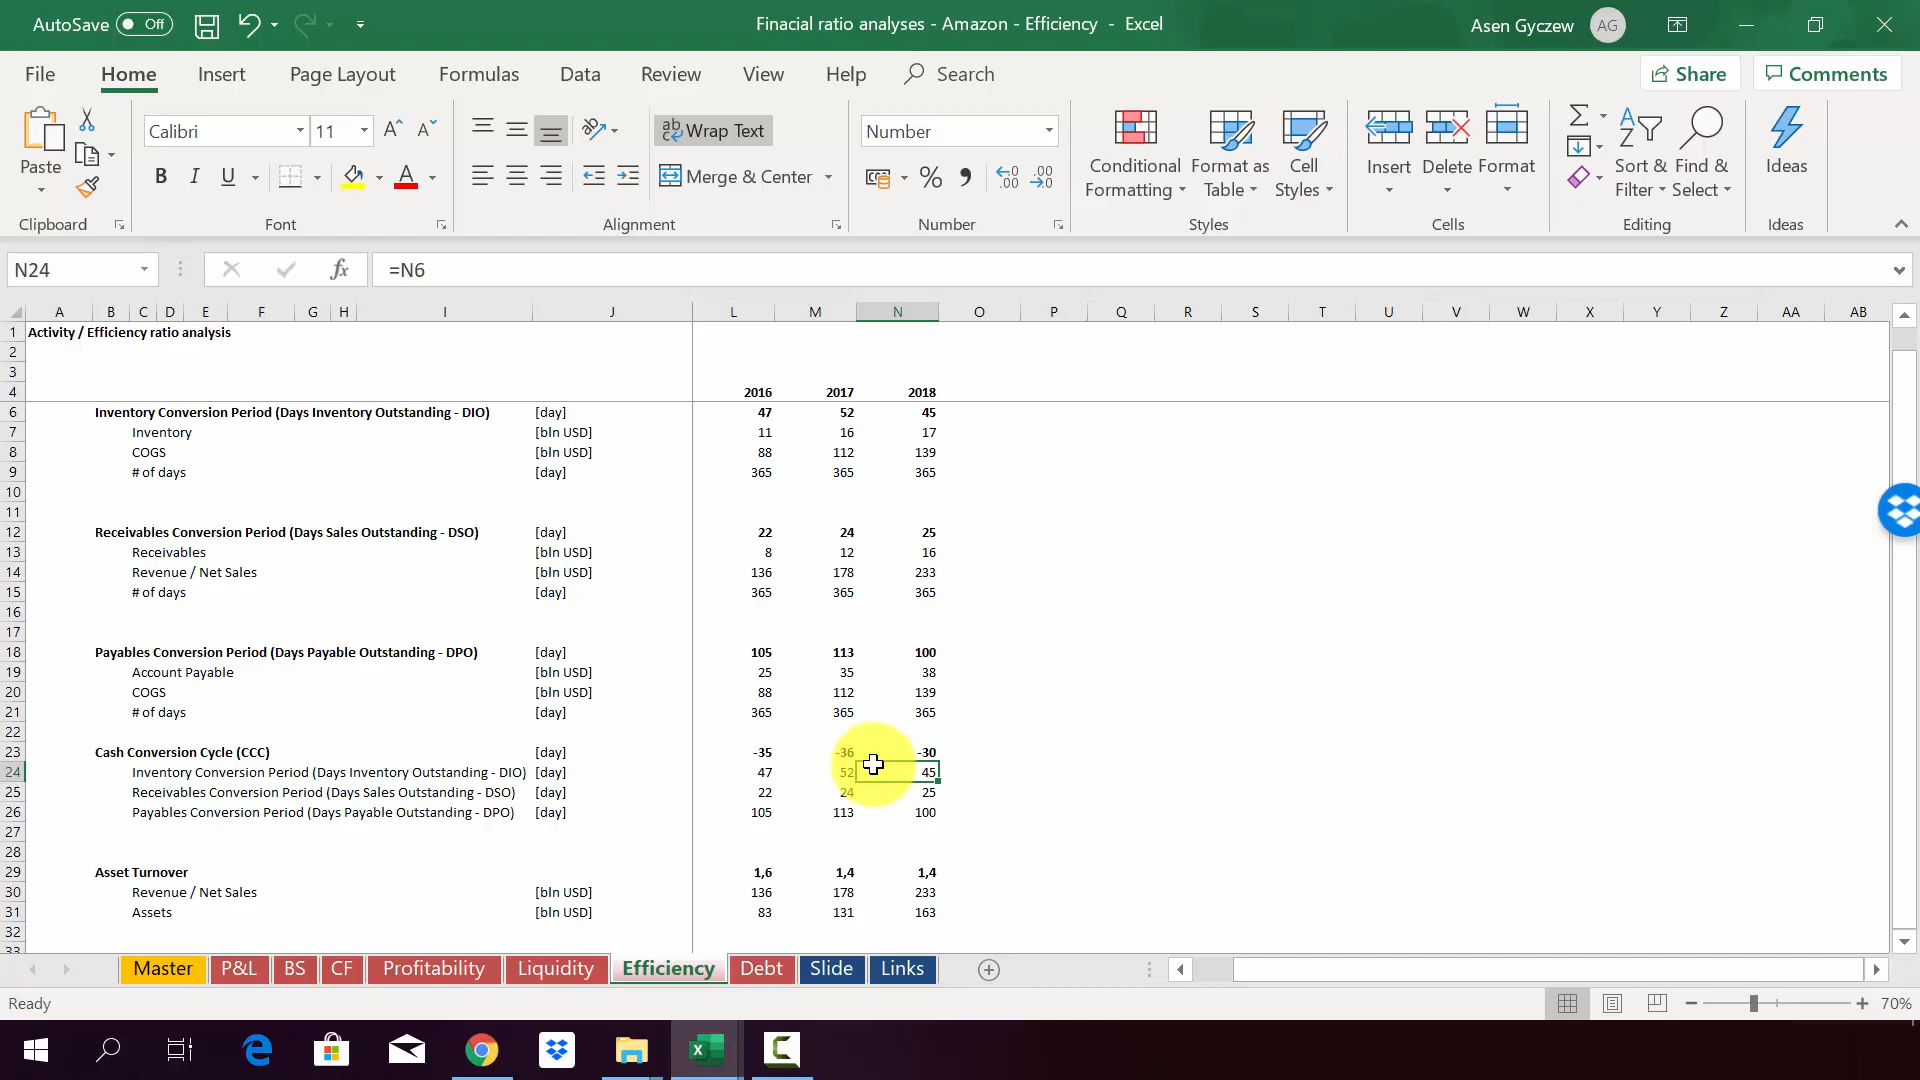 AutoSave Off
Finacial ratio analyses - Amazon - Efficiency - Excel
Asen Gyczew AG
File Home Insert Page Layout Formulas Data Review View Help Search Share Comments
Calibri 11
ab Wrap Text
Number
Paste
B I U A
Merge & Center
%
Conditional Formatting
Format as Table
Cell Styles
Insert Delete Format
Sort & Filter
Find & Select
Ideas
Clipboard Font Alignment Number Styles Cells Editing Ideas
N24 fx =N6
A B C D E F G H I J L M N O P Q R S T U V W X Y Z AA AB
1 Activity / Efficiency ratio analysis
2
3
4 2016 2017 2018
6 Inventory Conversion Period (Days Inventory Outstanding - DIO) [day] 47 52 45
7 Inventory [bln USD] 11 16 17
8 COGS [bln USD] 88 112 139
9 # of days [day] 365 365 365
10
11
12 Receivables Conversion Period (Days Sales Outstanding - DSO) [day] 22 24 25
13 Receivables [bln USD] 8 12 16
14 Revenue / Net Sales [bln USD] 136 178 233
15 # of days [day] 365 365 365
16
17
18 Payables Conversion Period (Days Payable Outstanding - DPO) [day] 105 113 100
19 Account Payable [bln USD] 25 35 38
20 COGS [bln USD] 88 112 139
21 # of days [day] 365 365 365
22
23 Cash Conversion Cycle (CCC) [day] -35 -36 -30
24 Inventory Conversion Period (Days Inventory Outstanding - DIO) [day] 47 52 45
25 Receivables Conversion Period (Days Sales Outstanding - DSO) [day] 22 24 25
26 Payables Conversion Period (Days Payable Outstanding - DPO) [day] 105 113 100
27
28
29 Asset Turnover 1,6 1,4 1,4
30 Revenue / Net Sales [bln USD] 136 178 233
31 Assets [bln USD] 83 131 163
32
33
Master P&L BS CF Profitability Liquidity Efficiency Debt Slide Links
Ready 70%